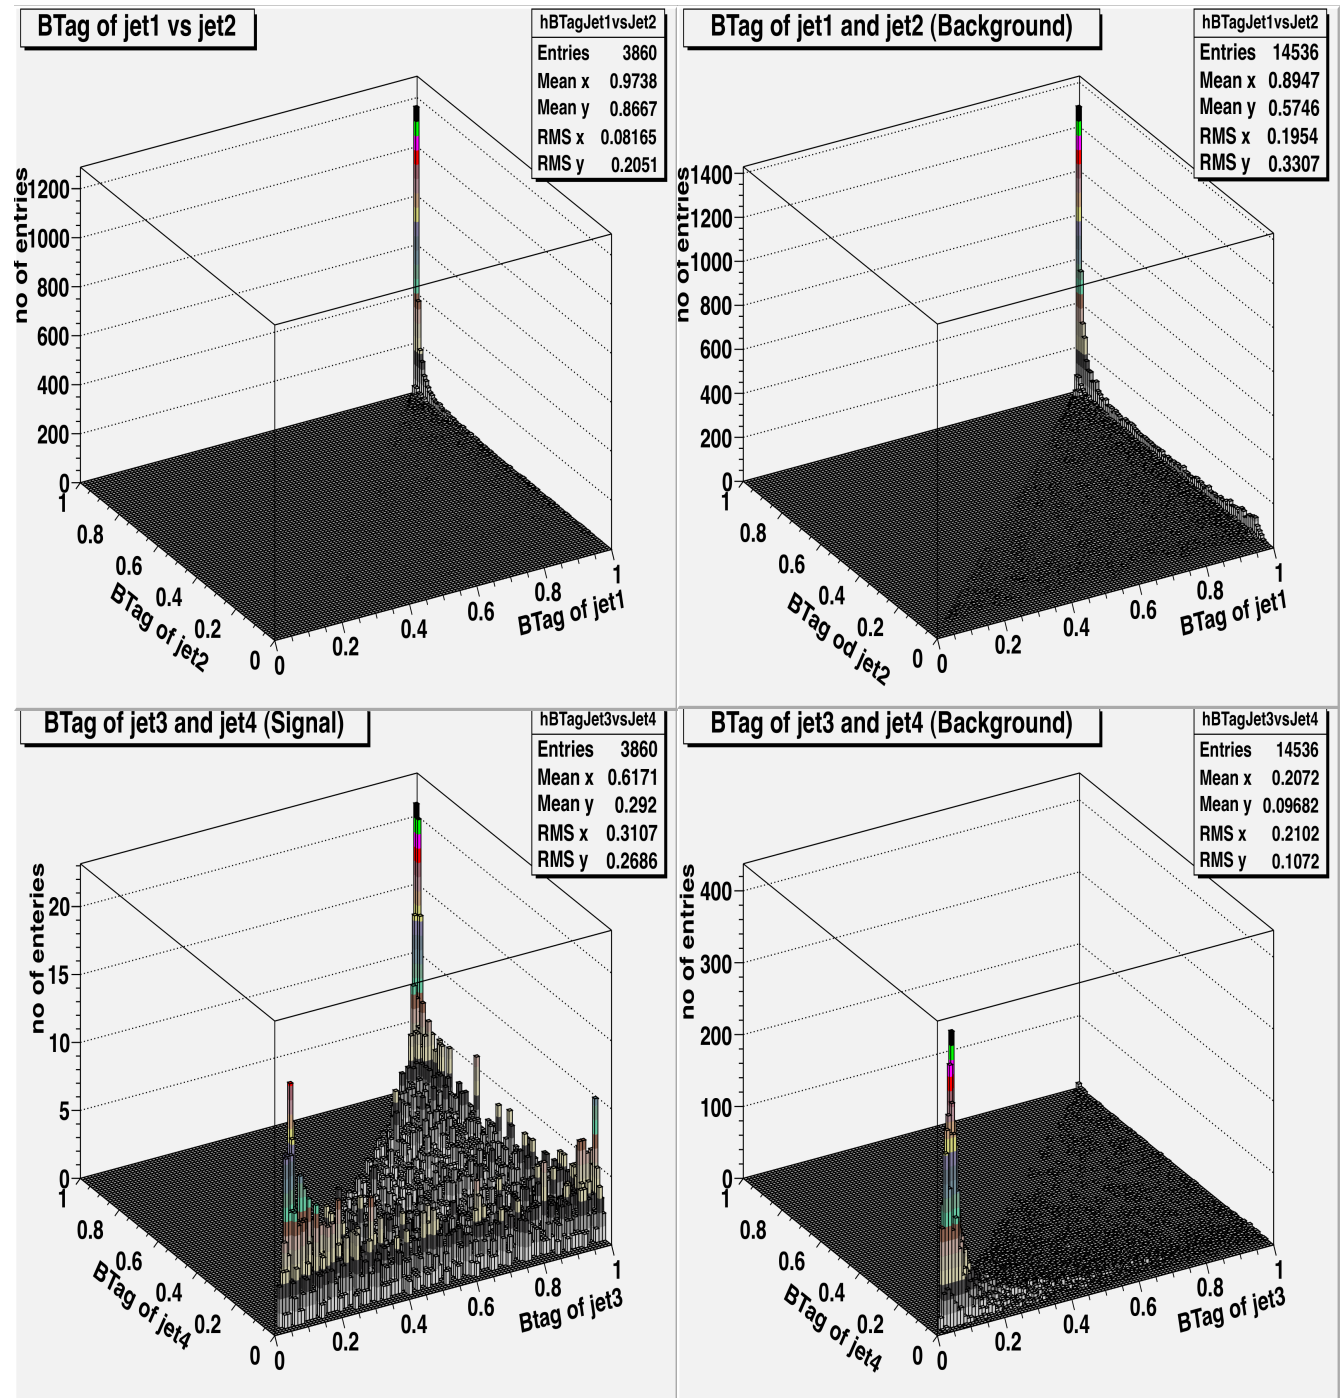 BTag of jet1 vs jet2
hBTagJet1vsJet2
Entries 3860
Mean x 0.9738
Mean y 0.8667
RMS x 0.08165
RMS y 0.2051
no of entries
1200
1000
800
600
400
200
0
1
0.8
0.6
0.4
0.2
0
BTag of jet2
0
0.2
0.4
0.6
0.8
1
BTag of jet1
BTag of jet1 and jet2 (Background)
hBTagJet1vsJet2
Entries 14536
Mean x 0.8947
Mean y 0.5746
RMS x 0.1954
RMS y 0.3307
no of entries
1400
1200
1000
800
600
400
200
0
1
0.8
0.6
0.4
0.2
0
BTag od jet2
0
0.2
0.4
0.6
0.8
1
BTag of jet1
BTag of jet3 and jet4 (Signal)
hBTagJet3vsJet4
Entries 3860
Mean x 0.6171
Mean y 0.292
RMS x 0.3107
RMS y 0.2686
no of enteries
20
15
10
5
0
1
0.8
0.6
0.4
0.2
0
BTag of jet4
0
0.2
0.4
0.6
0.8
1
Btag of jet3
BTag of jet3 and jet4 (Background)
hBTagJet3vsJet4
Entries 14536
Mean x 0.2072
Mean y 0.09682
RMS x 0.2102
RMS y 0.1072
no of entries
400
300
200
100
0
1
0.8
0.6
0.4
0.2
0
BTag of jet4
0
0.2
0.4
0.6
0.8
1
BTag of jet3